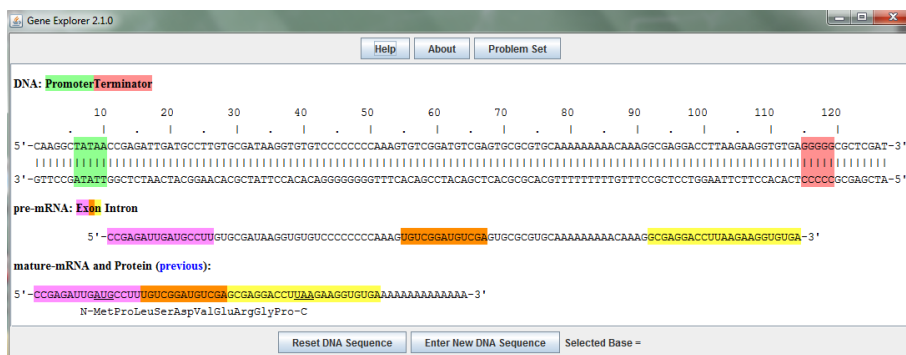 Gene Explorer 2.1.0
Help About Problem Set
DNA: PromoterTerminator
10 20 30 40 50 60 70 80 90 100 110 120
5'-CAAGGCTATAACCGAGATTGATGCCTTGTGCGATAAGGTGTGTCCCCCCCCAAAGTGTCGGATGTCGAGTGCGCGTGCAAAAAAAAACAAAGGCGAGGACCTTAAGAAGGTGTGAGGGGGCGCTCGAT-3'
3'-GTTCCGATATTGGCTCTAACTACGGAACACGCTATTCCACACAGGGGGGGGTTTCACAGCCTACAGCTCACGCGCACGTTTTTTTTTGTTTCCGCTCCTGGAATTCTTCCACACTCCCCCGCGAGCTA-5'
pre-mRNA: Exon Intron
5'-CCGAGAUUGAUGCCUUGUGCGAUAAGGUGUGUCCCCCCCCAAAGUGUCGGAUGUCGAGUGCGCGUGCAAAAAAAAACAAAGGCGAGGACCUUAAGAAGGUGUGA-3'
mature-mRNA and Protein (previous):
5'-CCGAGAUUGAUGCCUUUGUCGGAUGUCGAGCGAGGACCUUAAGAAGGUGUGAAAAAAAAAAAAAA-3'
N-MetProLeuSerAspValGluArgGlyPro-C
Reset DNA Sequence Enter New DNA Sequence Selected Base =